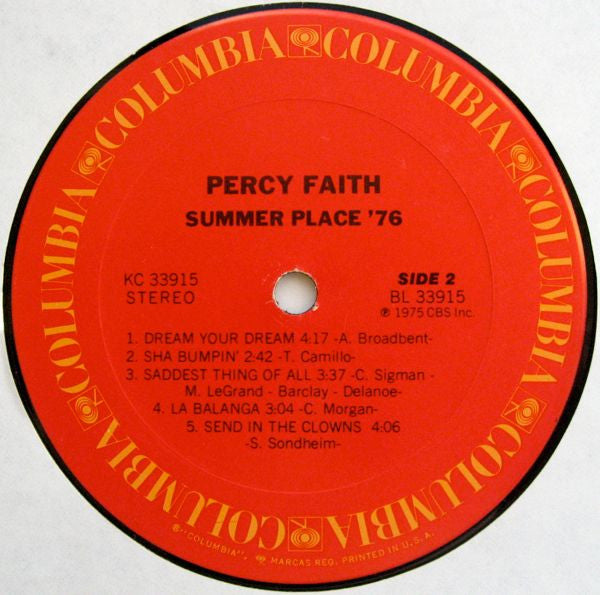 COLUMBIA COLUMBIA COLUMBIA COLUMBIA COLUMBIA COLUMBIA COLUMBIA COLUMBIA
PERCY FAITH
SUMMER PLACE '76
KC 33915
STEREO
SIDE 2
BL 33915
℗ 1975 CBS Inc.
1. DREAM YOUR DREAM 4:17 -A. Broadbent-
2. SHA BUMPIN' 2:42 -T. Camillo-
3. SADDEST THING OF ALL 3:37 -C. Sigman -
M. LeGrand - Barclay - Delanoe-
4. LA BALANGA 3:04 -C. Morgan-
5. SEND IN THE CLOWNS 4:06
-S. Sondheim-
®"COLUMBIA", MARCAS REG. PRINTED IN U.S.A.